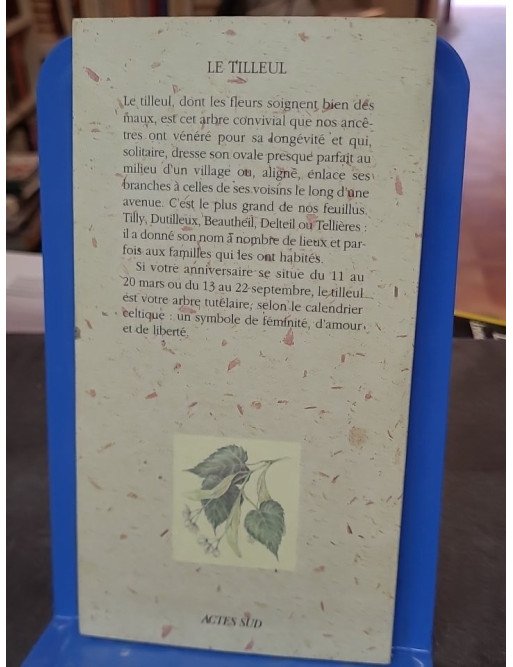 LE TILLEUL
Le tilleul, dont les fleurs soignent bien des
maux, est cet arbre convivial que nos ancê-
tres ont vénéré pour sa longévité et qui,
solitaire, dresse son ovale presque parfait au
milieu d'un village ou, aligné, enlace ses
branches à celles de ses voisins le long d'une
avenue. C'est le plus grand de nos feuillus.
Tilly, Dutilleux, Beautheil, Delteil ou Tellières :
il a donné son nom à nombre de lieux et par-
fois aux familles qui les ont habités.
Si votre anniversaire se situe du 11 au
20 mars ou du 13 au 22 septembre, le tilleul
est votre arbre tutélaire, selon le calendrier
celtique : un symbole de féminité, d'amour
et de liberté.
ACTES SUD